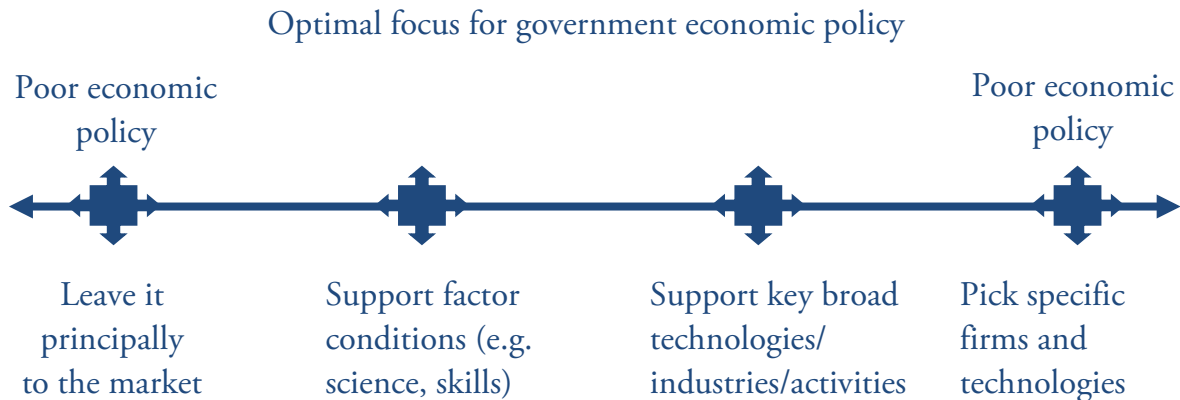 Optimal focus for government economic policy
Poor economic
policy
Poor economic
policy
Leave it
principally
to the market
Support factor
conditions (e.g.
science, skills)
Support key broad
technologies/
industries/activities
Pick specific
firms and
technologies